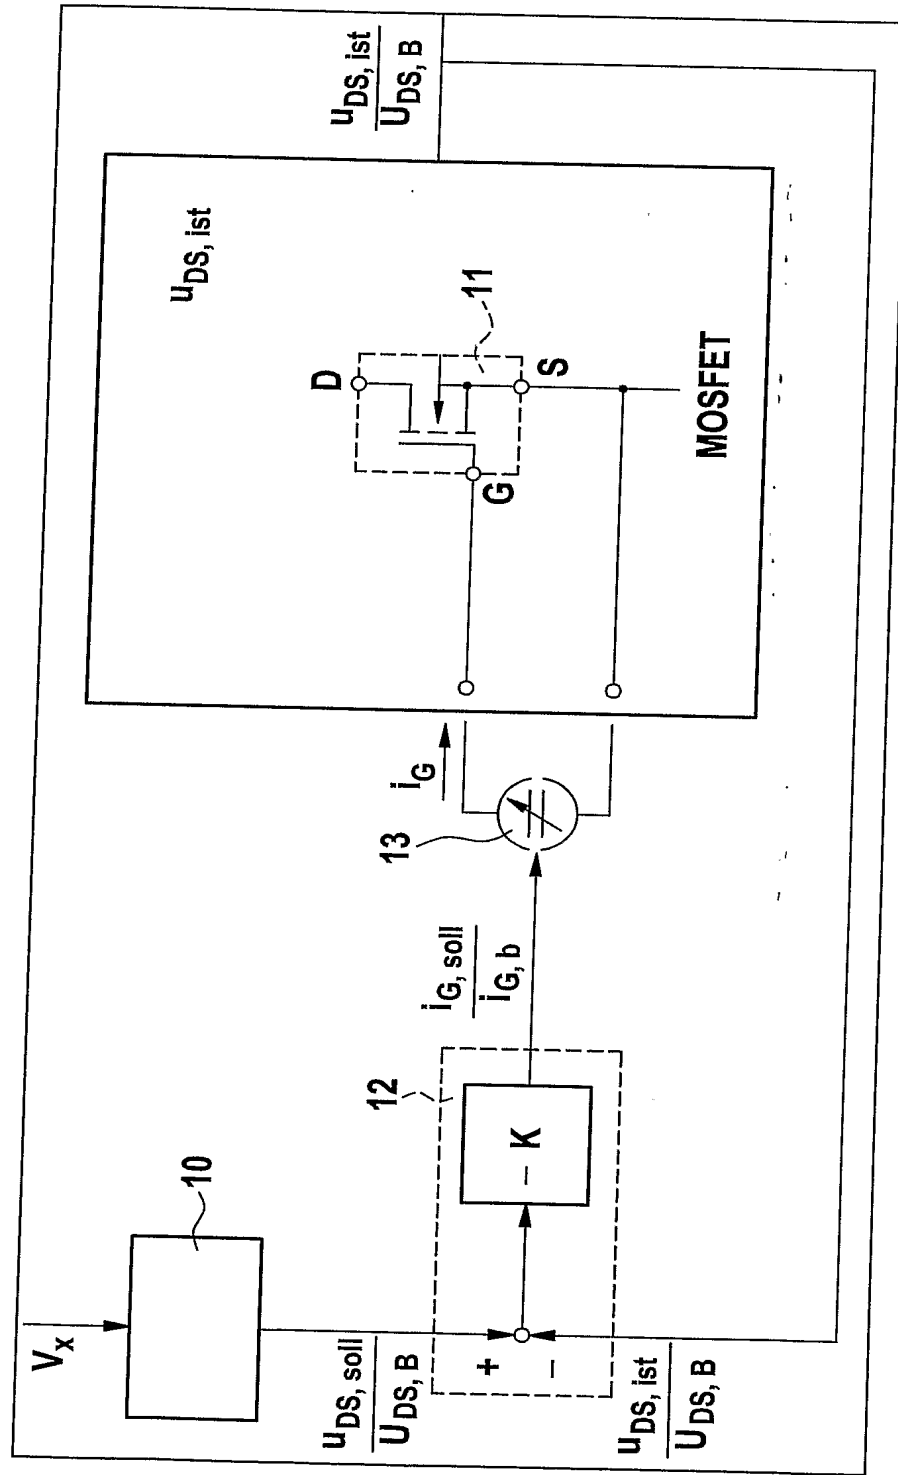 V_x
10
u_DS, soll
U_DS, B
+
−
u_DS, ist
U_DS, B
12
− K
i_G, soll
i_G, b
13
i_G
u_DS, ist
D
G
S
11
MOSFET
u_DS, ist
U_DS, B